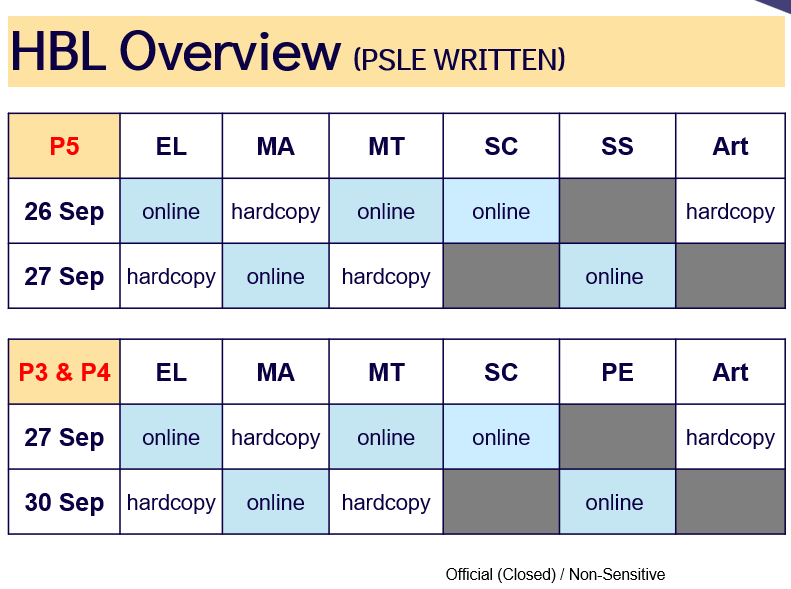 HBL Overview (PSLE WRITTEN)
P5 EL MA MT SC SS Art
26 Sep online hardcopy online online hardcopy
27 Sep hardcopy online hardcopy online
P3 & P4 EL MA MT SC PE Art
27 Sep online hardcopy online online hardcopy
30 Sep hardcopy online hardcopy online
Official (Closed) / Non-Sensitive